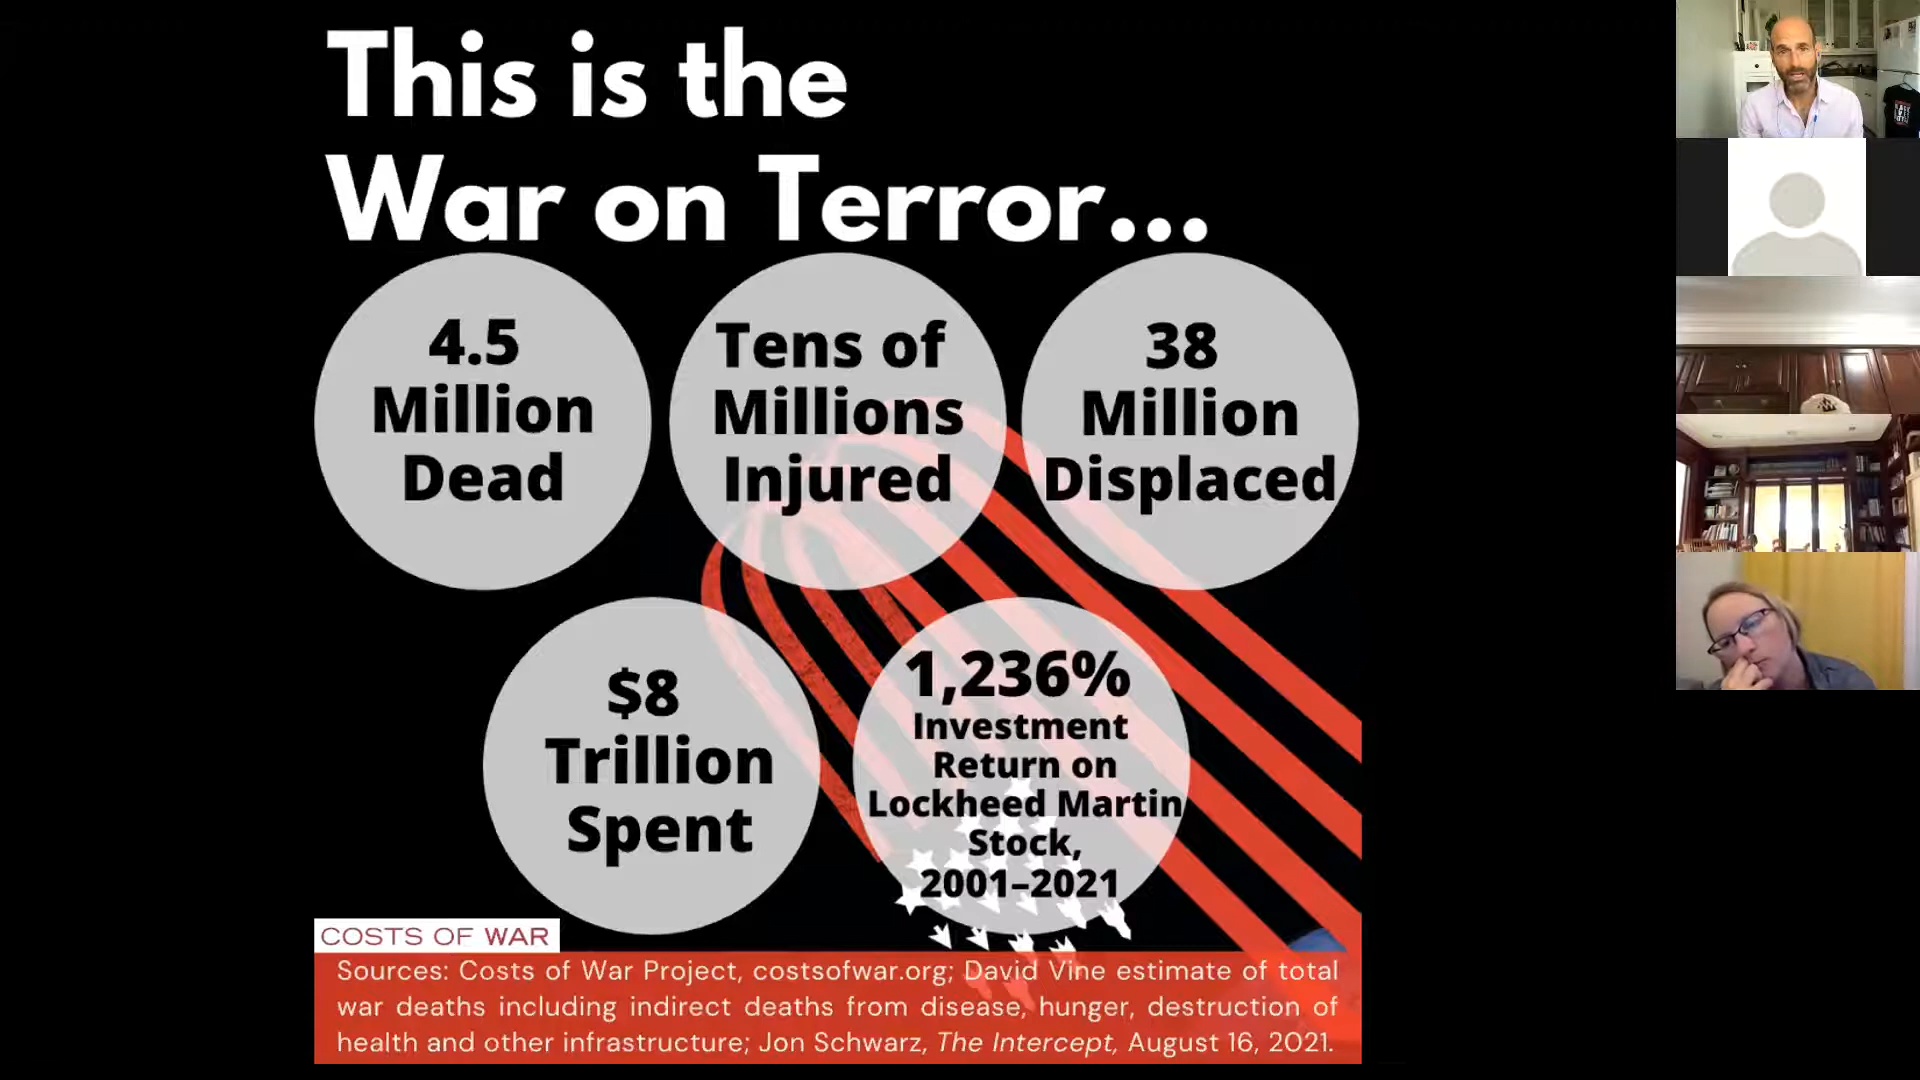 This is the
War on Terror...
4.5
Million
Dead
Tens of
Millions
Injured
38
Million
Displaced
$8
Trillion
Spent
1,236%
Investment
Return on
Lockheed Martin
Stock,
2001–2021
COSTS OF WAR
Sources: Costs of War Project, costsofwar.org; David Vine estimate of total
war deaths including indirect deaths from disease, hunger, destruction of
health and other infrastructure; Jon Schwarz, The Intercept, August 16, 2021.